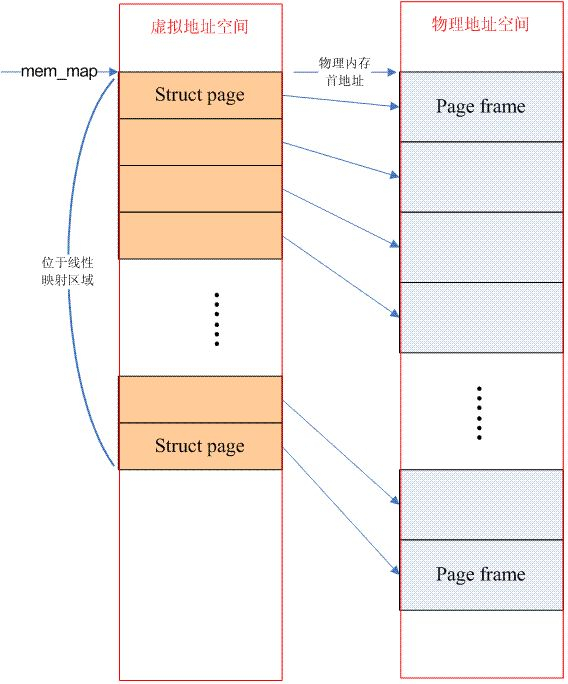 虚拟地址空间
物理地址空间
mem_map
物理内存
首地址
Struct page
Page frame
位于线性
映射区域
Struct page
Page frame